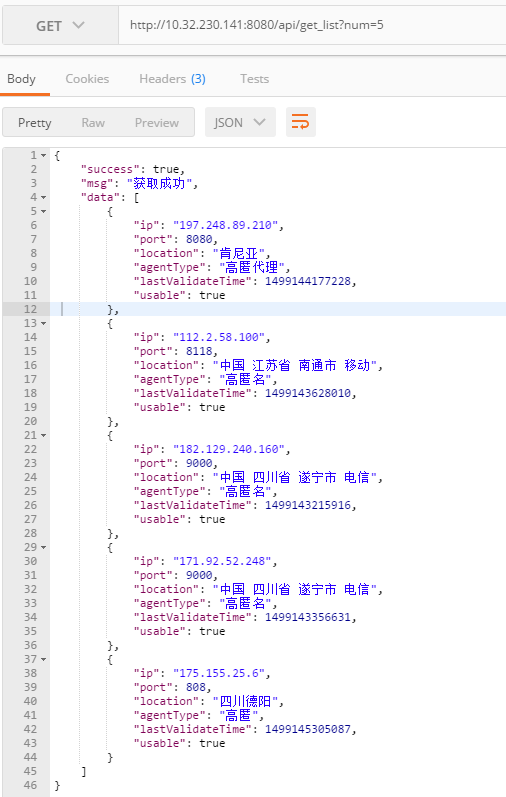 GET http://10.32.230.141:8080/api/get_list?num=5
Body Cookies Headers (3) Tests
Pretty Raw Preview JSON
1 {
2 "success": true,
3 "msg": "获取成功",
4 "data": [
5 {
6 "ip": "197.248.89.210",
7 "port": 8080,
8 "location": "肯尼亚",
9 "agentType": "高匿代理",
10 "lastValidateTime": 1499144177228,
11 "usable": true
12 },
13 {
14 "ip": "112.2.58.100",
15 "port": 8118,
16 "location": "中国 江苏省 南通市 移动",
17 "agentType": "高匿名",
18 "lastValidateTime": 1499143628010,
19 "usable": true
20 },
21 {
22 "ip": "182.129.240.160",
23 "port": 9000,
24 "location": "中国 四川省 遂宁市 电信",
25 "agentType": "高匿名",
26 "lastValidateTime": 1499143215916,
27 "usable": true
28 },
29 {
30 "ip": "171.92.52.248",
31 "port": 9000,
32 "location": "中国 四川省 遂宁市 电信",
33 "agentType": "高匿名",
34 "lastValidateTime": 1499143356631,
35 "usable": true
36 },
37 {
38 "ip": "175.155.25.6",
39 "port": 808,
40 "location": "四川德阳",
41 "agentType": "高匿",
42 "lastValidateTime": 1499145305087,
43 "usable": true
44 }
45 ]
46 }